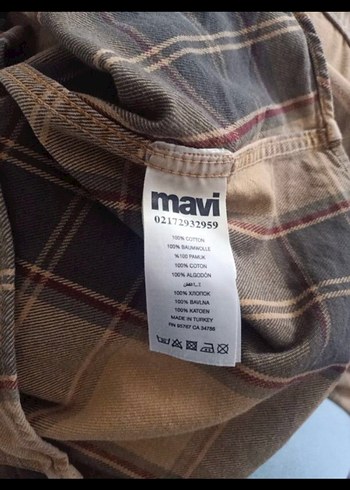 mavi
02172932959
100% COTTON
100% BAUMWOLLE
%100 PAMUK
100% COTON
100% ALGODÓN
100% ХЛОПОК
100% BAVLNA
100% KATOEN
MADE IN TURKEY